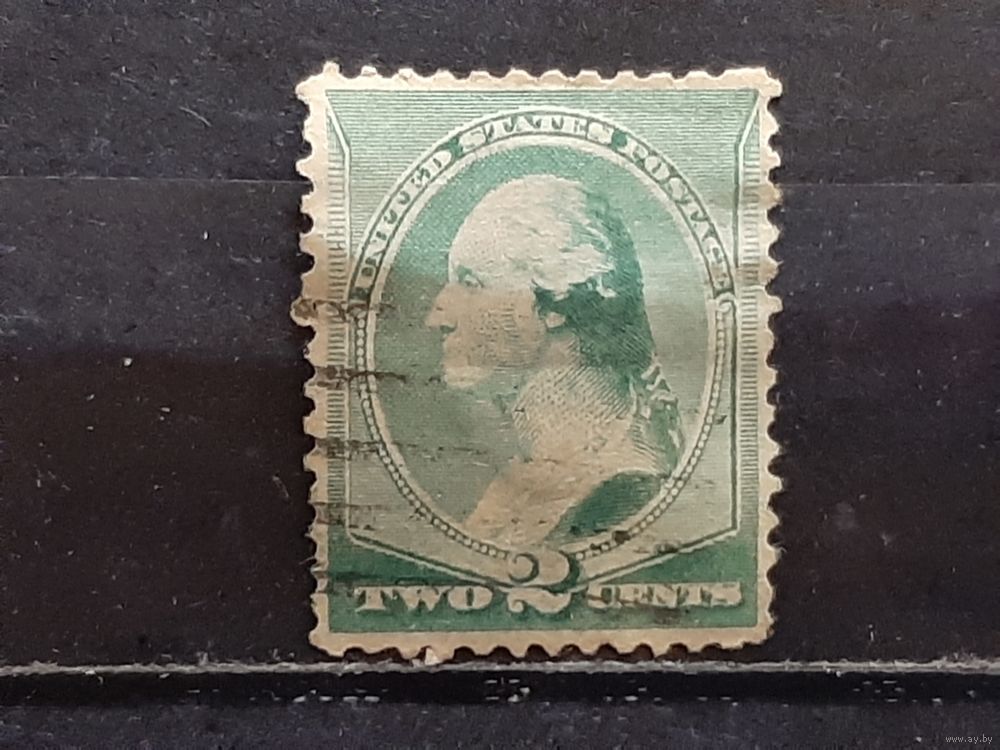 UNITED STATES POSTAGE
2
TWO CENTS
www.ay.by